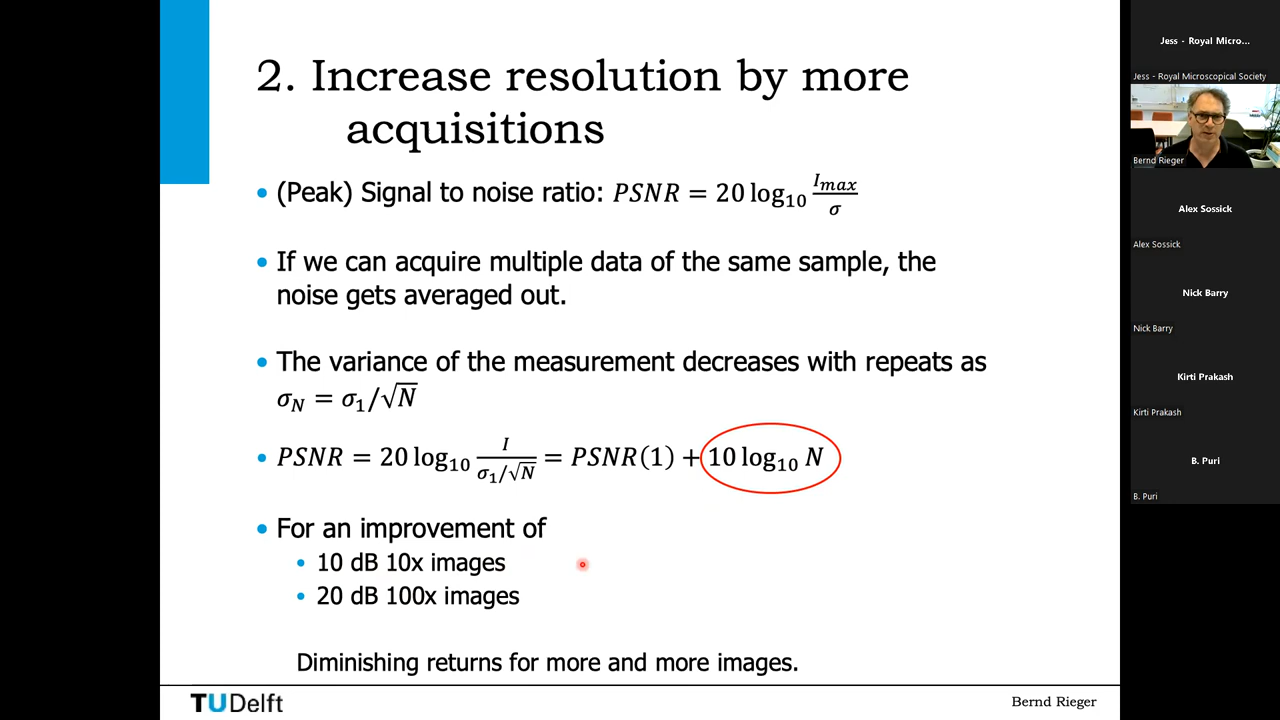 2. Increase resolution by more
acquisitions
• (Peak) Signal to noise ratio: PSNR = 20 log₁₀ Iₘₐₓ/σ
• If we can acquire multiple data of the same sample, the
noise gets averaged out.
• The variance of the measurement decreases with repeats as
σ_N = σ₁/√N
• PSNR = 20 log₁₀ I/(σ₁/√N) = PSNR(1) + 10 log₁₀ N
• For an improvement of
• 10 dB 10x images
• 20 dB 100x images
Diminishing returns for more and more images.
TUDelft
Bernd Rieger
Jess - Royal Micro...
Jess - Royal Microscopical Society
Bernd Rieger
Alex Sossick
Alex Sossick
Nick Barry
Nick Barry
Kirti Prakash
Kirti Prakash
B. Puri
B. Puri